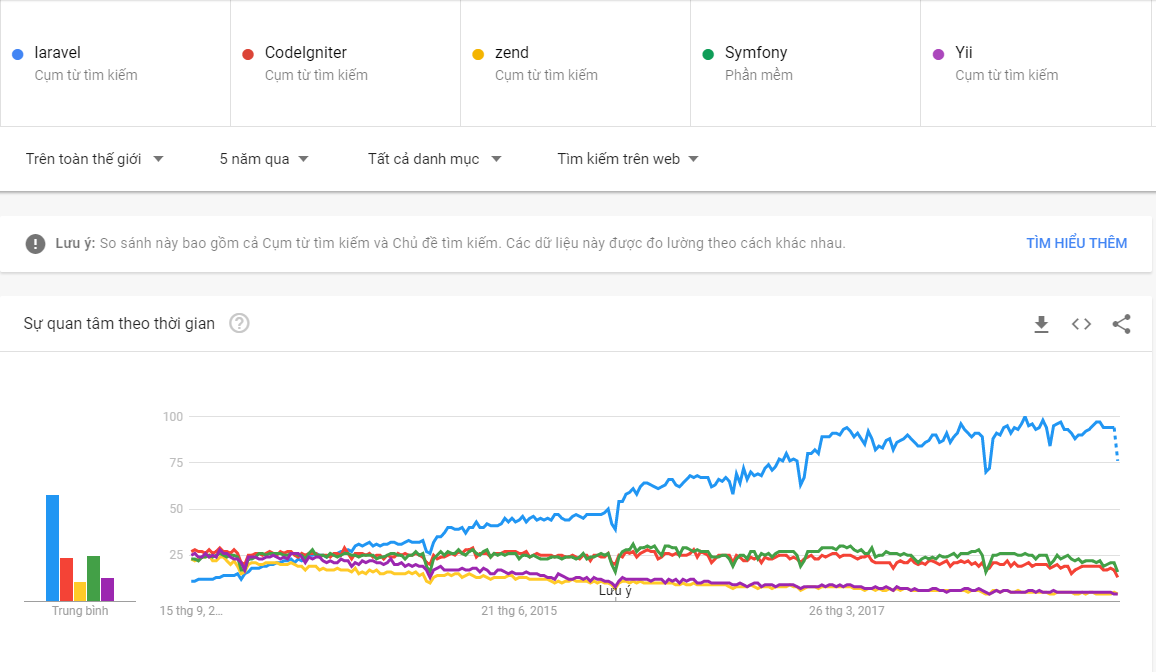 laravel
Cụm từ tìm kiếm
CodeIgniter
Cụm từ tìm kiếm
zend
Cụm từ tìm kiếm
Symfony
Phần mềm
Yii
Cụm từ tìm kiếm
Trên toàn thế giới
5 năm qua
Tất cả danh mục
Tìm kiếm trên web
Lưu ý: So sánh này bao gồm cả Cụm từ tìm kiếm và Chủ đề tìm kiếm. Các dữ liệu này được đo lường theo cách khác nhau.
TÌM HIỂU THÊM
Sự quan tâm theo thời gian
100
75
50
25
Lưu ý
Trung bình
15 thg 9, 2…
21 thg 6, 2015
26 thg 3, 2017